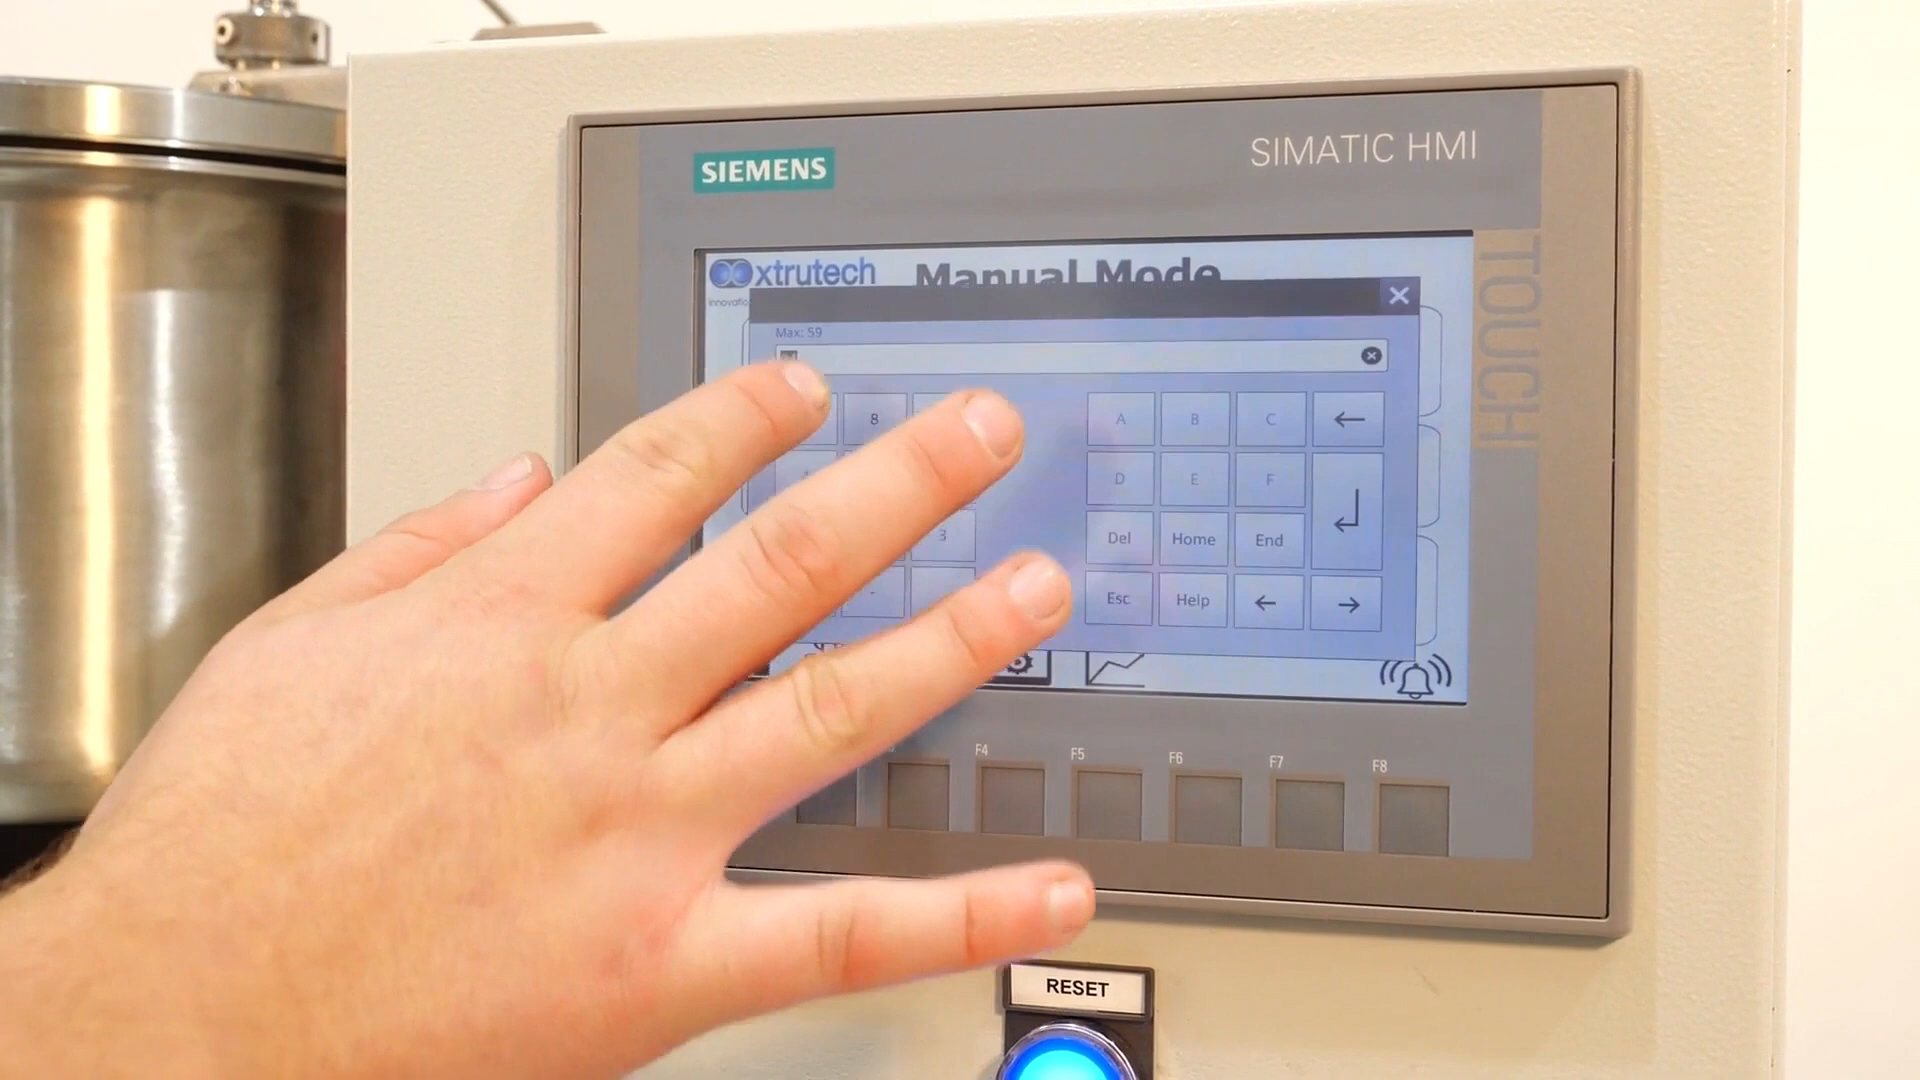 SIEMENS
SIMATIC HMI
TOUCH
xtrutech
Manual Mode
Max: 59
8
A
B
C
←
D
E
F
3
Del
Home
End
-
Esc
Help
←
→
F4
F5
F6
F7
F8
RESET